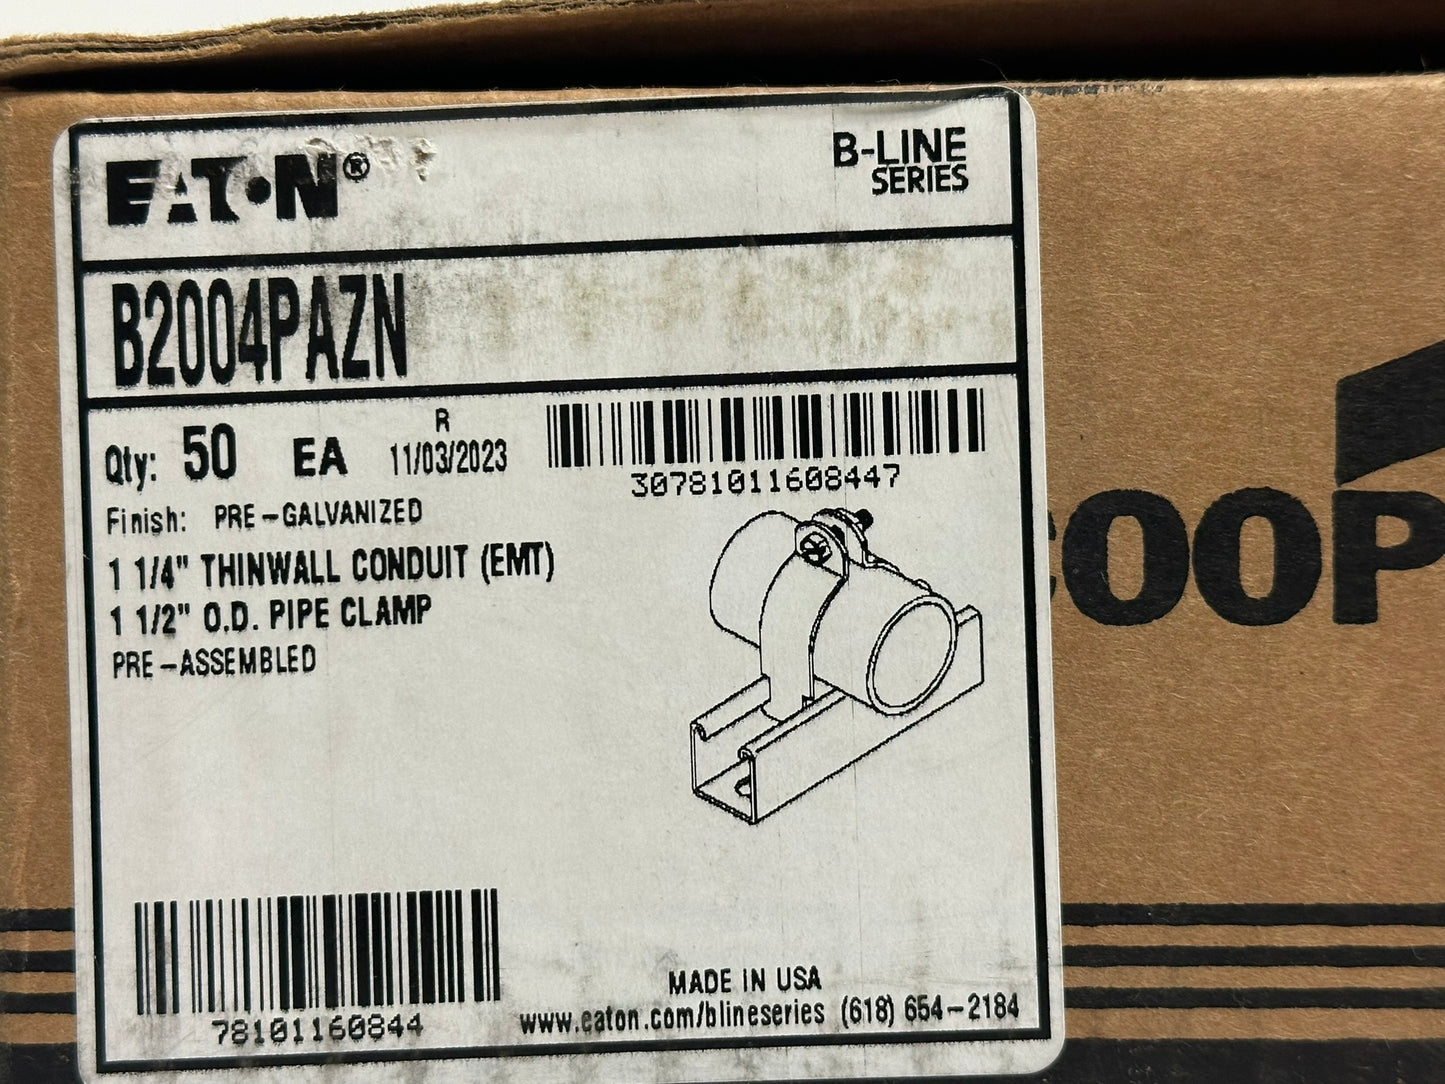 EATON®
B-LINE
SERIES
B2004PAZN
Qty: 50 EA
R
11/03/2023
30781011608447
Finish: PRE-GALVANIZED
1 1/4" THINWALL CONDUIT (EMT)
1 1/2" O.D. PIPE CLAMP
PRE-ASSEMBLED
COOP
78101160844
MADE IN USA
www.eaton.com/blineseries (618) 654-2184